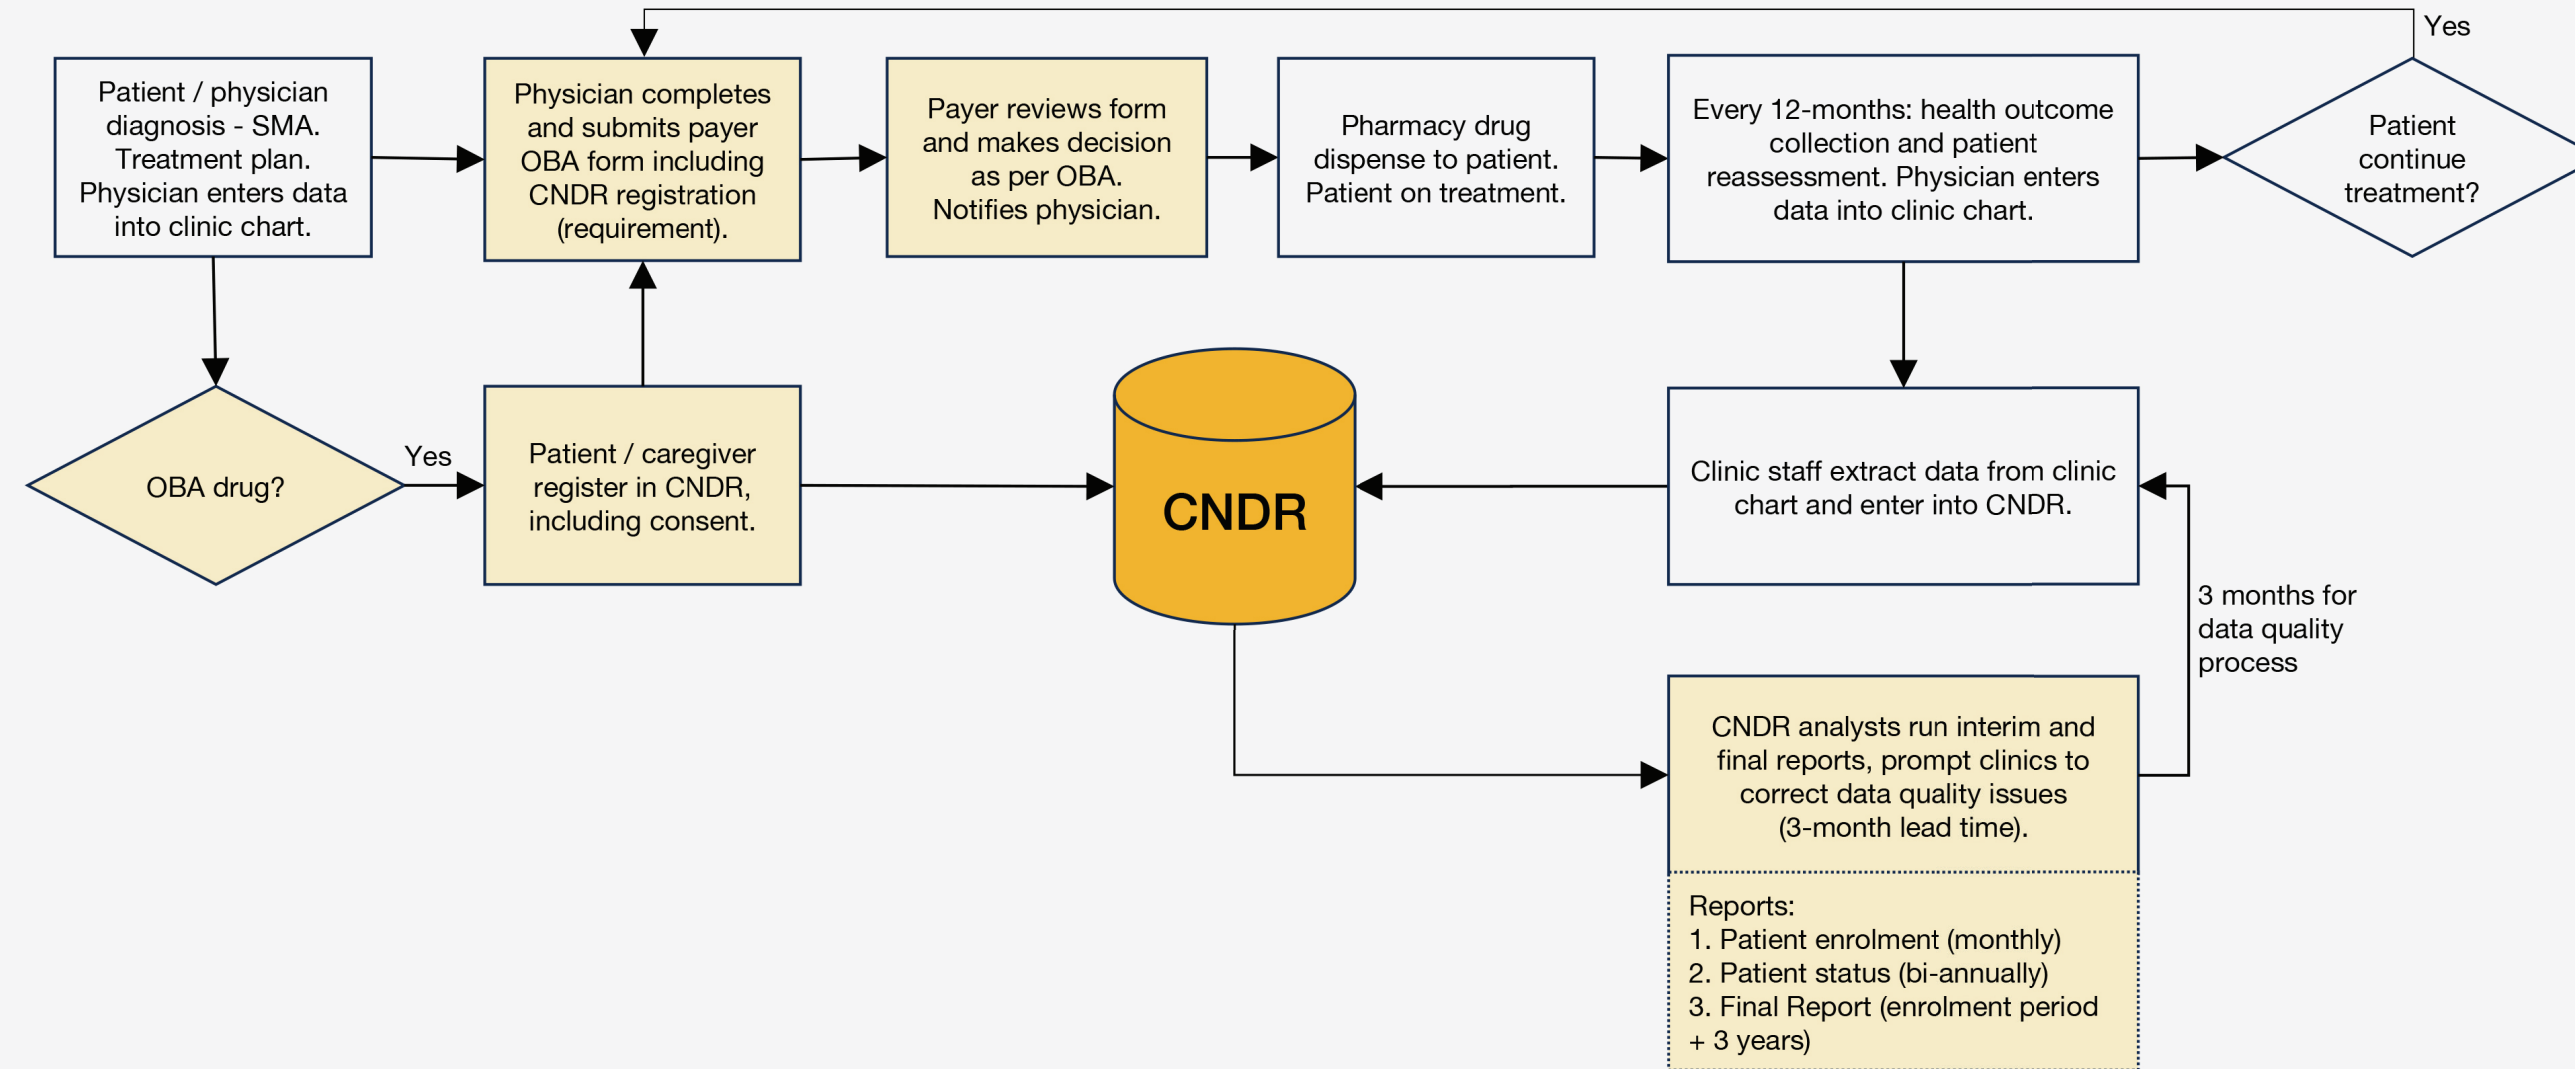 Yes
Patient / physician
diagnosis - SMA.
Treatment plan.
Physician enters data
into clinic chart.
Physician completes
and submits payer
OBA form including
CNDR registration
(requirement).
Payer reviews form
and makes decision
as per OBA.
Notifies physician.
Pharmacy drug
dispense to patient.
Patient on treatment.
Every 12-months: health outcome
collection and patient
reassessment. Physician enters
data into clinic chart.
Patient
continue
treatment?
OBA drug?
Yes
Patient / caregiver
register in CNDR,
including consent.
CNDR
Clinic staff extract data from clinic
chart and enter into CNDR.
3 months for
data quality
process
CNDR analysts run interim and
final reports, prompt clinics to
correct data quality issues
(3-month lead time).
Reports:
1. Patient enrolment (monthly)
2. Patient status (bi-annually)
3. Final Report (enrolment period
+ 3 years)